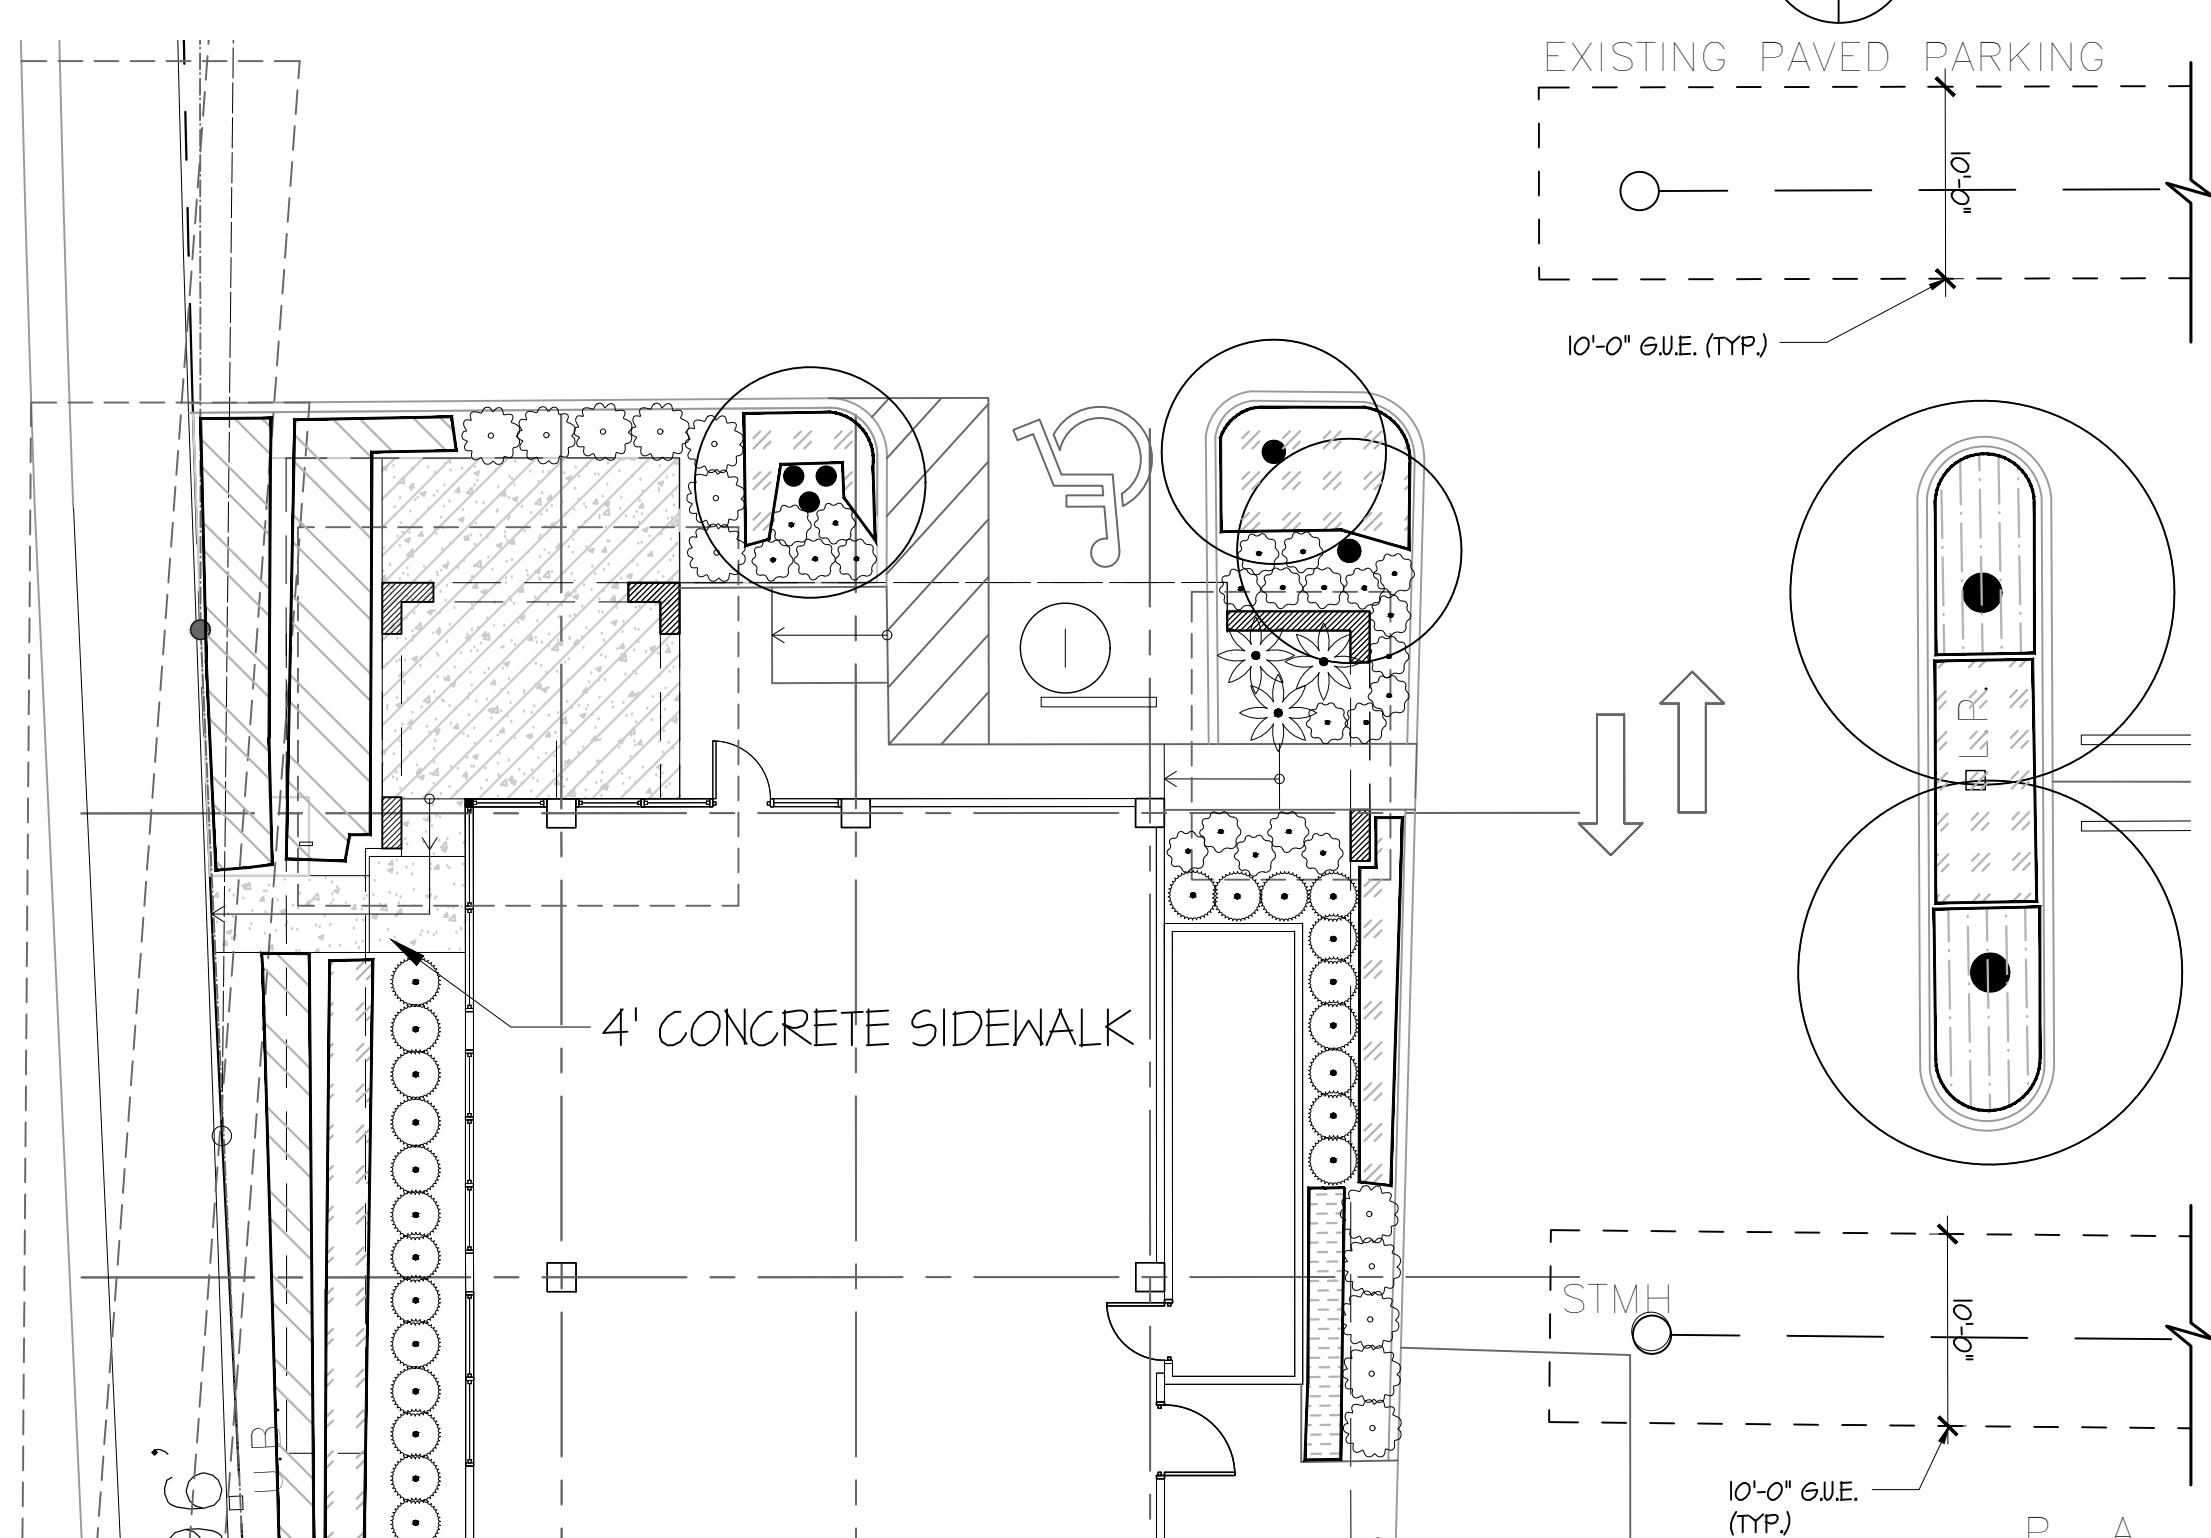 EXISTING PAVED PARKING
10'-0"
10'-0" G.U.E. (TYP.)
4' CONCRETE SIDEWALK
STMH
10'-0"
10'-0" G.U.E.
(TYP.)
P A